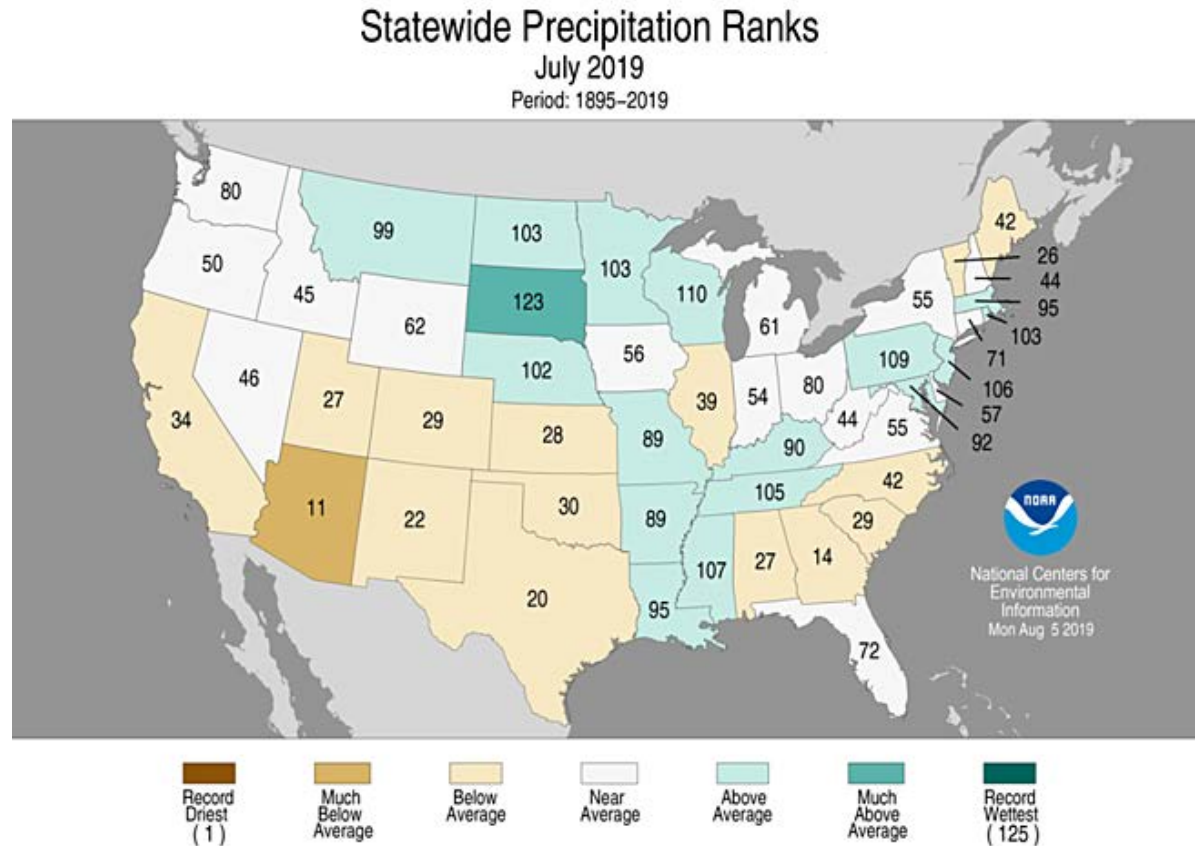 Statewide Precipitation Ranks
July 2019
Period: 1895–2019
80
99
103
103
42
26
44
95
103
71
106
57
92
50
45
123
110
55
62
61
56
109
102
46
27
39
54
80
34
29
28
89
44
55
90
11
22
30
105
42
89
29
107
27
14
20
95
72
NOAA
National Centers for
Environmental
Information
Mon Aug 5 2019
Record
Driest
( 1 )
Much
Below
Average
Below
Average
Near
Average
Above
Average
Much
Above
Average
Record
Wettest
( 125 )